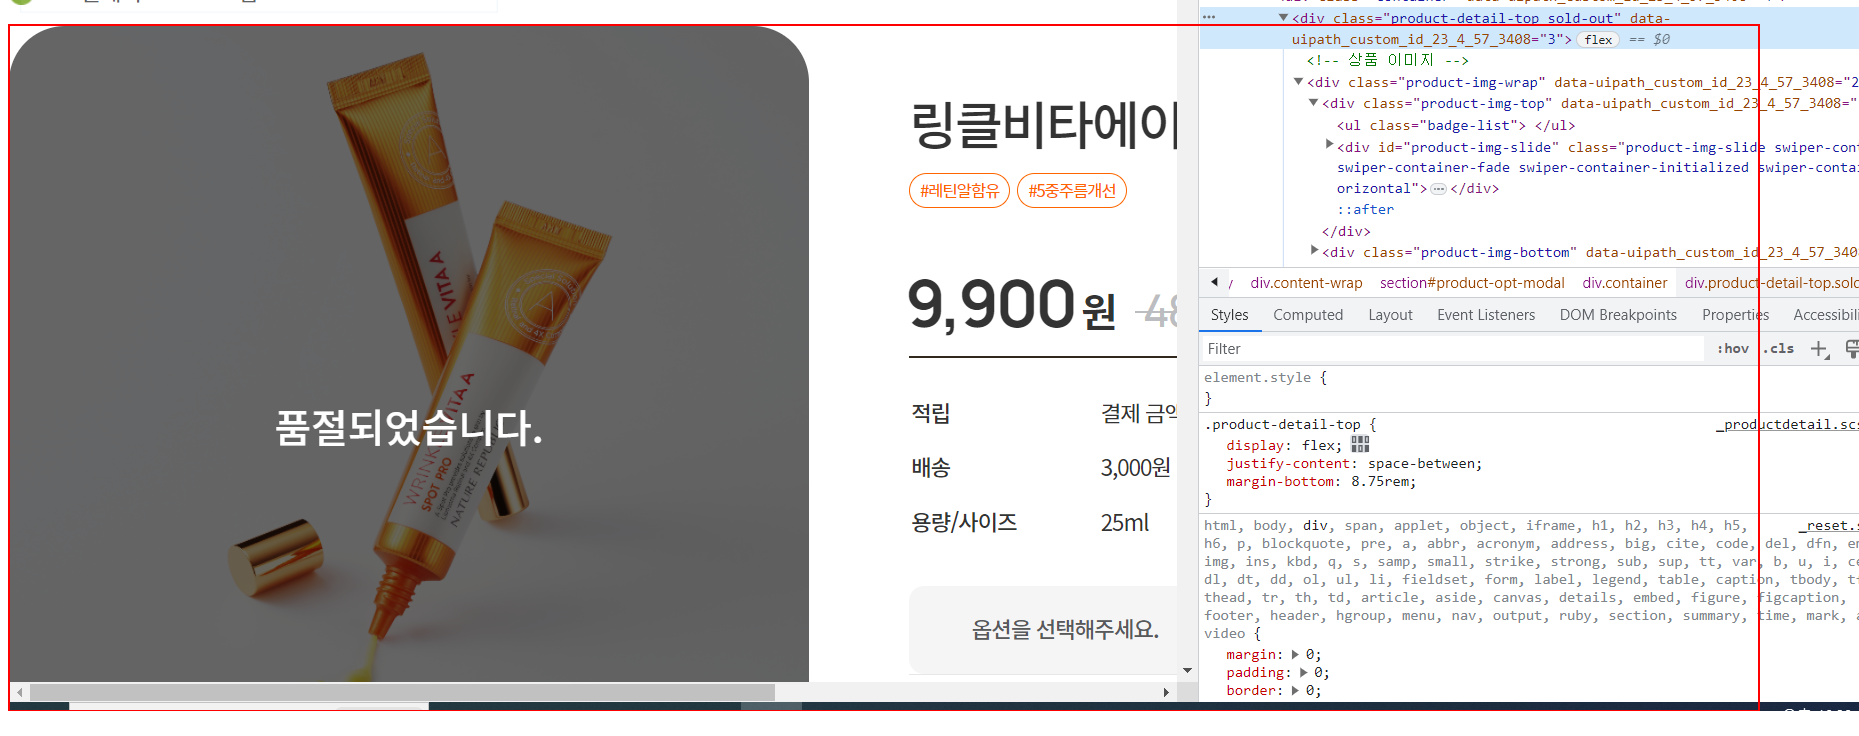 링클비타에이
#레틴알함유 #5중주름개선
9,900원 48
적립 결제 금액
배송 3,000원
용량/사이즈 25ml
옵션을 선택해주세요.
품절되었습니다.
WRINKLE VITA A
SPOT PRO
NATURE REPUBLIC
<div class="product-detail-top sold-out" data-
uipath_custom_id_23_4_57_3408="3"> flex == $0
<!-- 상품 이미지 -->
<div class="product-img-wrap" data-uipath_custom_id_23_4_57_3408="2
<div class="product-img-top" data-uipath_custom_id_23_4_57_3408="
<ul class="badge-list"> </ul>
<div id="product-img-slide" class="product-img-slide swiper-con
swiper-container-fade swiper-container-initialized swiper-conta
orizontal"> … </div>
::after
</div>
<div class="product-img-bottom" data-uipath_custom_id_23_4_57_340
y div.content-wrap section#product-opt-modal div.container div.product-detail-top.sold
Styles Computed Layout Event Listeners DOM Breakpoints Properties Accessibili
Filter :hov .cls
element.style {
}
.product-detail-top { _productdetail.scs
display: flex;
justify-content: space-between;
margin-bottom: 8.75rem;
}
html, body, div, span, applet, object, iframe, h1, h2, h3, h4, h5, _reset.s
h6, p, blockquote, pre, a, abbr, acronym, address, big, cite, code, del, dfn, em
img, ins, kbd, q, s, samp, small, strike, strong, sub, sup, tt, var, b, u, i, ce
dl, dt, dd, ol, ul, li, fieldset, form, label, legend, table, caption, tbody, tf
thead, tr, th, td, article, aside, canvas, details, embed, figure, figcaption,
footer, header, hgroup, menu, nav, output, ruby, section, summary, time, mark, a
video {
margin: 0;
padding: 0;
border: 0;